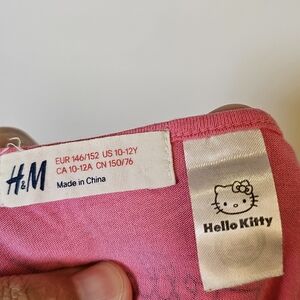 H&M
EUR 146/152 US 10-12Y
CA 10-12A CN 150/76
Made in China
Hello Kitty